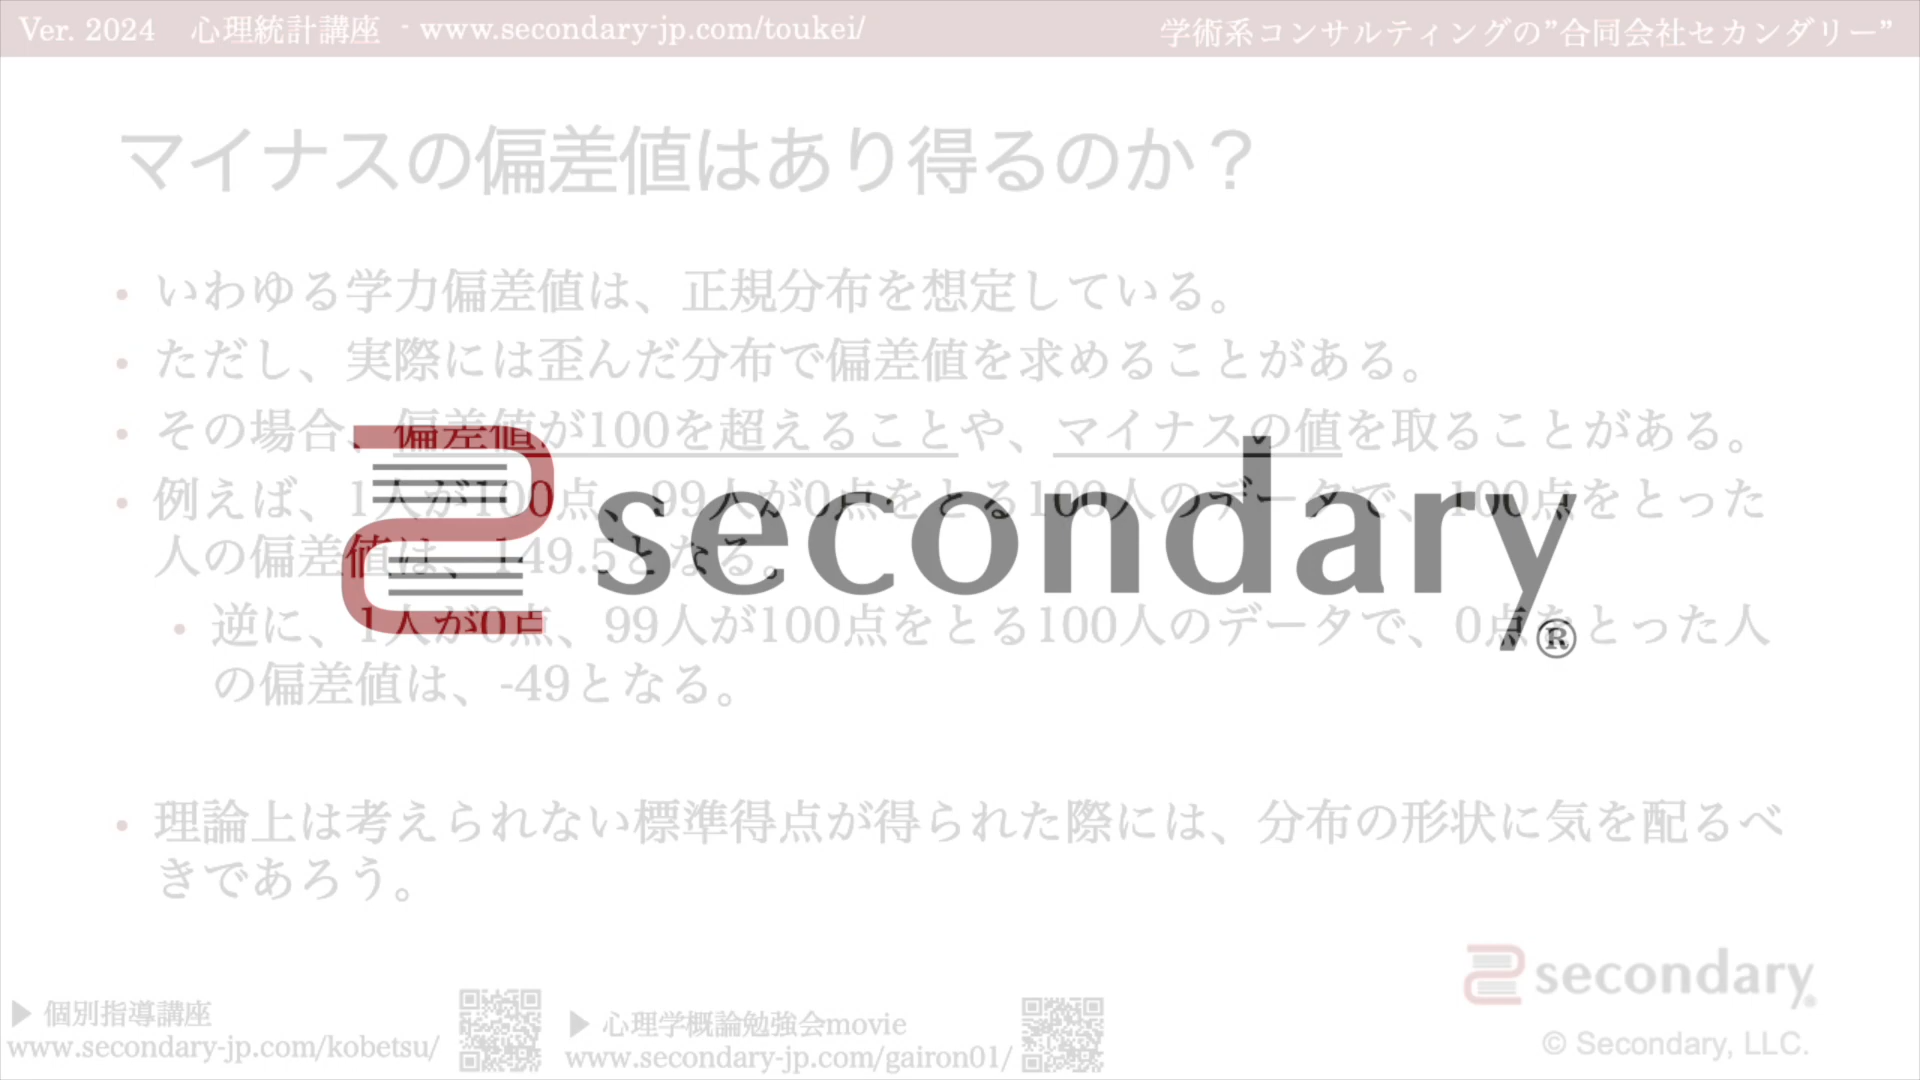 Ver. 2024 心理統計講座 - www.secondary-jp.com/toukei/
学術系コンサルティングの”合同会社セカンダリー”
マイナスの偏差値はあり得るのか？
• いわゆる学力偏差値は、正規分布を想定している。
• ただし、実際には歪んだ分布で偏差値を求めることがある。
• その場合、偏差値が100を超えることや、マイナスの値を取ることがある。
• 例えば、1人が100点、99人が0点をとる100人のデータで、100点をとった
人の偏差値は、149.5となる。
• 逆に、1人が0点、99人が100点をとる100人のデータで、0点をとった人
の偏差値は、-49となる。
secondary®
• 理論上は考えられない標準得点が得られた際には、分布の形状に気を配るべ
きであろう。
▶ 個別指導講座
www.secondary-jp.com/kobetsu/
▶ 心理学概論勉強会movie
www.secondary-jp.com/gairon01/
secondary®
© Secondary, LLC.